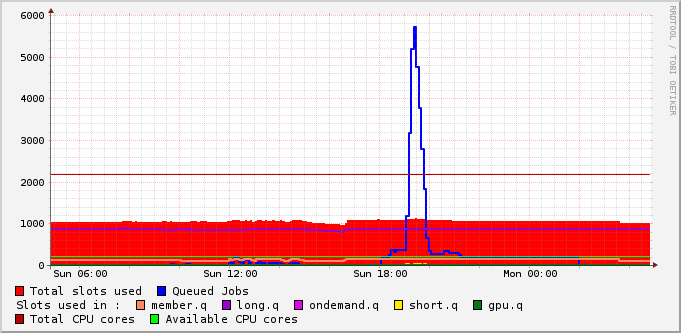 6000
5000
4000
3000
2000
1000
0
Sun 06:00 Sun 12:00 Sun 18:00 Mon 00:00
Total slots used Queued Jobs
Slots used in : member.q long.q ondemand.q short.q gpu.q
Total CPU cores Available CPU cores
RRDTOOL / TOBI OETIKER